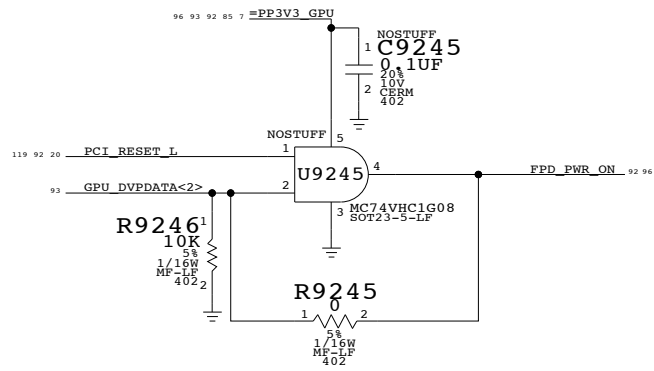 96 93 92 85 7 =PP3V3_GPU
NOSTUFF
1 C9245
0.1UF
20%
10V
2 CERM
402
NOSTUFF 5
119 92 20 PCI_RESET_L 1
U9245 4 FPD_PWR_ON 92 96
93 GPU_DVPDATA<2> 2
3 MC74VHC1G08
SOT23-5-LF
R9246 1
10K
5%
1/16W
MF-LF
402 2
R9245
0
1 2
5%
1/16W
MF-LF
402